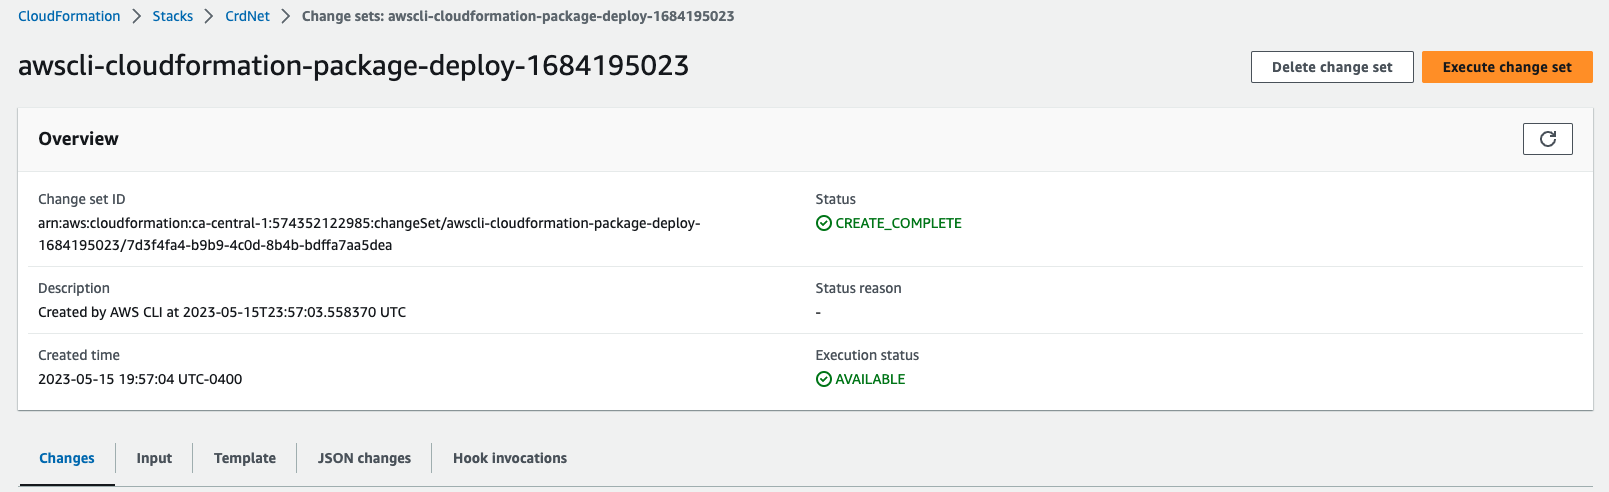 CloudFormation > Stacks > CrdNet > Change sets: awscli-cloudformation-package-deploy-1684195023
awscli-cloudformation-package-deploy-1684195023
Delete change set
Execute change set
Overview
Change set ID
arn:aws:cloudformation:ca-central-1:574352122985:changeSet/awscli-cloudformation-package-deploy-
1684195023/7d3f4fa4-b9b9-4c0d-8b4b-bdffa7aa5dea
Status
CREATE_COMPLETE
Description
Created by AWS CLI at 2023-05-15T23:57:03.558370 UTC
Status reason
-
Created time
2023-05-15 19:57:04 UTC-0400
Execution status
AVAILABLE
Changes
Input
Template
JSON changes
Hook invocations